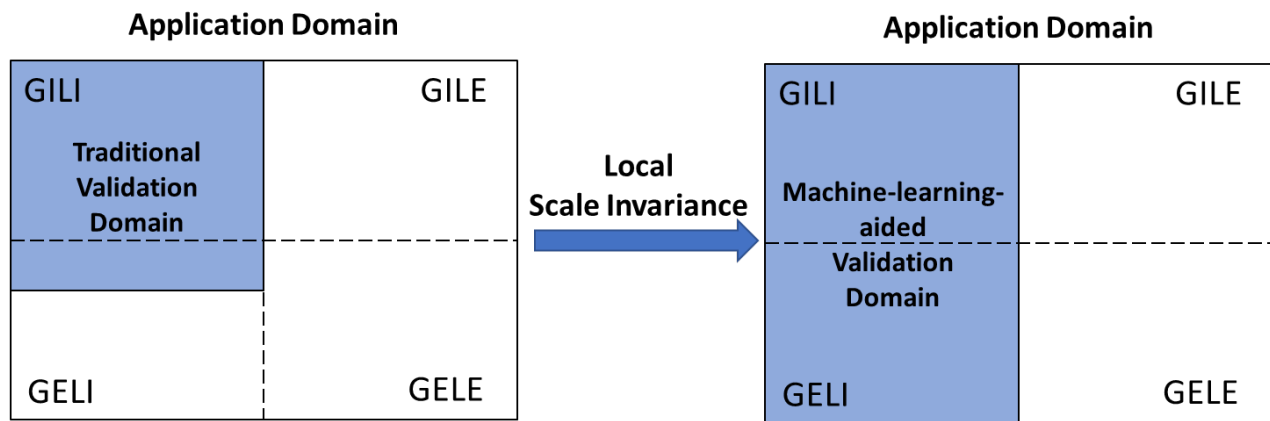 Application Domain
GILI
GILE
Traditional
Validation
Domain
GELI
GELE
Local
Scale Invariance
Application Domain
GILI
GILE
Machine-learning-
aided
Validation
Domain
GELI
GELE